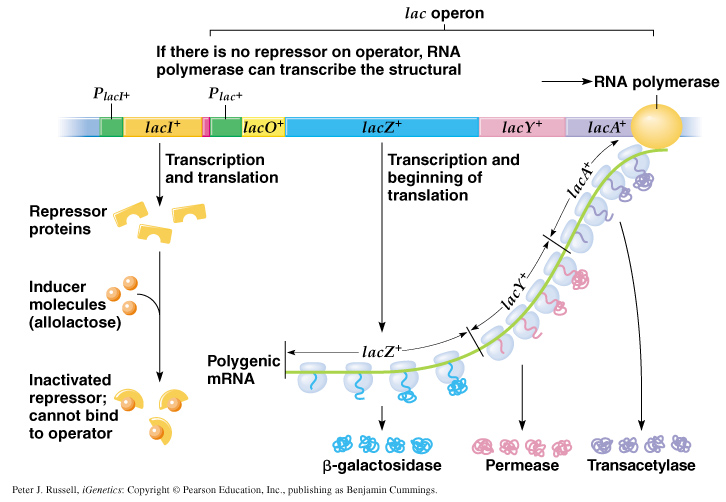 lac operon
If there is no repressor on operator, RNA
polymerase can transcribe the structural
RNA polymerase
PlacI+
Plac+
lacI+
lacO+
lacZ+
lacY+
lacA+
Transcription
and translation
Transcription and
beginning of
translation
lacA+
Repressor
proteins
Inducer
molecules
(allolactose)
lacY+
lacZ+
Polygenic
mRNA
Inactivated
repressor;
cannot bind
to operator
β-galactosidase
Permease
Transacetylase
Peter J. Russell, iGenetics: Copyright © Pearson Education, Inc., publishing as Benjamin Cummings.